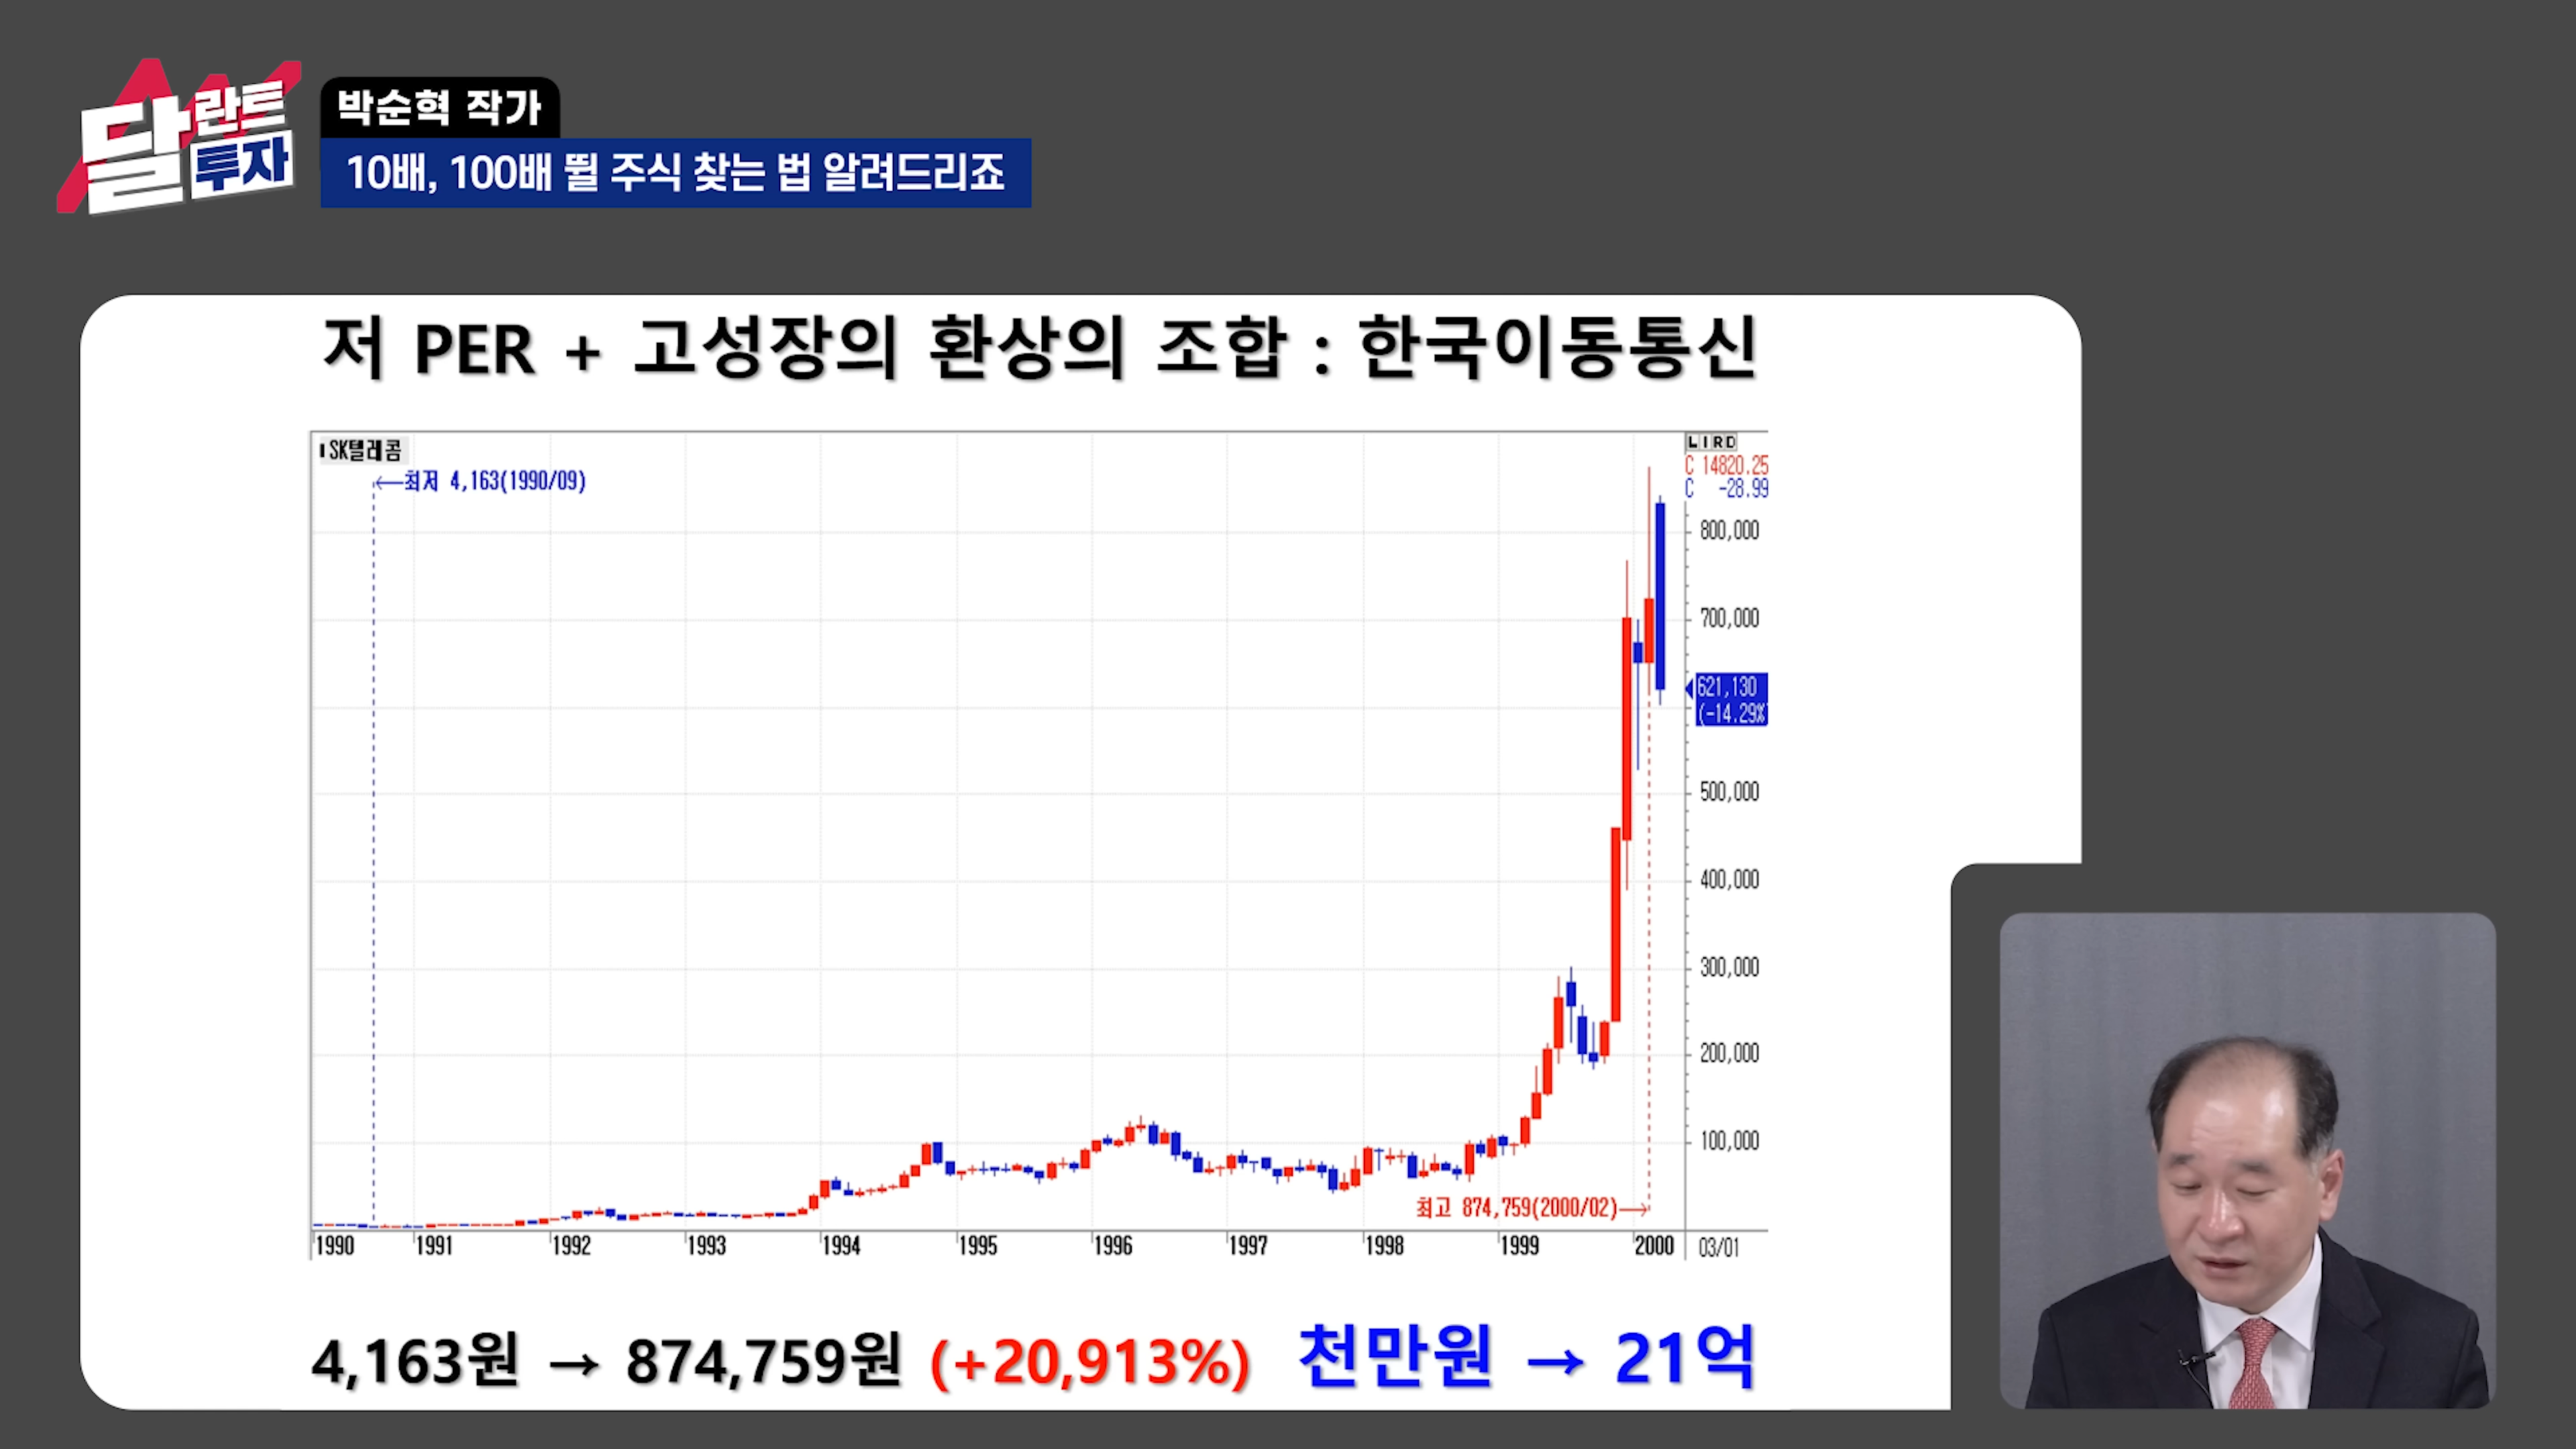 달란트투자
박순혁 작가
10배, 100배 뛸 주식 찾는 법 알려드리죠
저 PER + 고성장의 환상의 조합 : 한국이동통신
SK텔레콤
LIRD
C 14820.25
←최저 4,163(1990/09)
C -28.99
800,000
700,000
621,130
(-14.29%
500,000
400,000
300,000
200,000
100,000
최고 874,759(2000/02)→
1990 1991 1992 1993 1994 1995 1996 1997 1998 1999 2000 03/01
4,163원 → 874,759원 (+20,913%) 천만원 → 21억